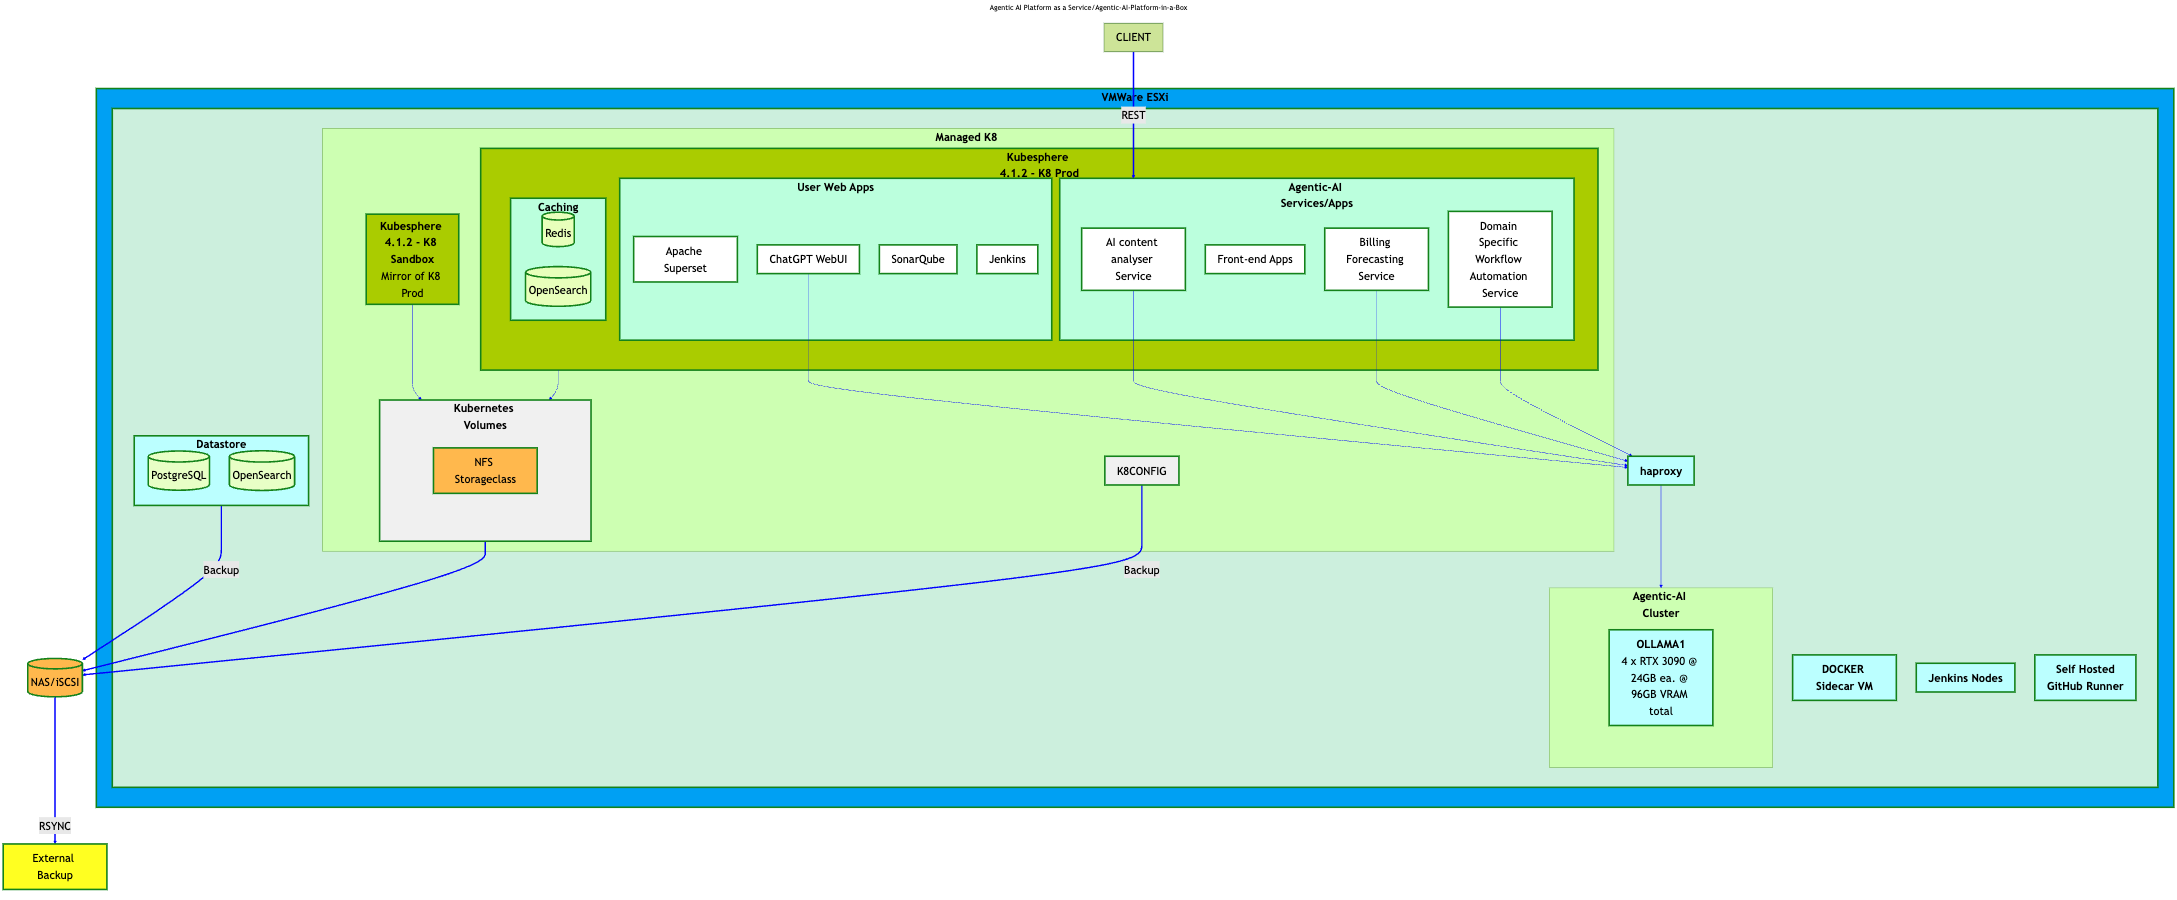 Agentic AI Platform as a Service/Agentic-AI-Platform-in-a-Box
CLIENT
VMWare ESXi
REST
Managed K8
Kubesphere
4.1.2 - K8 Prod
Caching
Redis
OpenSearch
User Web Apps
Apache
Superset
ChatGPT WebUI
SonarQube
Jenkins
Agentic-AI
Services/Apps
AI content
analyser
Service
Front-end Apps
Billing
Forecasting
Service
Domain
Specific
Workflow
Automation
Service
Kubesphere
4.1.2 - K8
Sandbox
Mirror of K8
Prod
Kubernetes
Volumes
NFS
Storageclass
Datastore
PostgreSQL
OpenSearch
K8CONFIG
haproxy
Backup
Backup
Agentic-AI
Cluster
OLLAMA1
4 x RTX 3090 @
24GB ea. @
96GB VRAM
total
DOCKER
Sidecar VM
Jenkins Nodes
Self Hosted
GitHub Runner
NAS/iSCSI
RSYNC
External
Backup